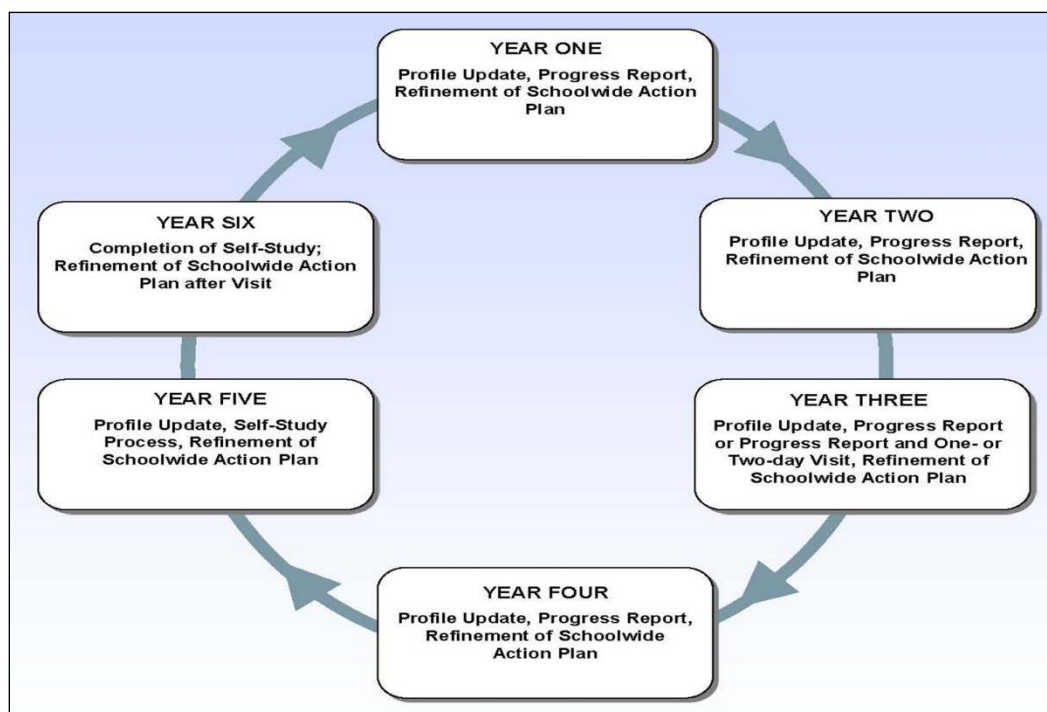 YEAR ONE
Profile Update, Progress Report,
Refinement of Schoolwide Action
Plan
YEAR TWO
Profile Update, Progress Report,
Refinement of Schoolwide Action
Plan
YEAR THREE
Profile Update, Progress Report
or Progress Report and One- or
Two-day Visit, Refinement of
Schoolwide Action Plan
YEAR FOUR
Profile Update, Progress Report,
Refinement of Schoolwide
Action Plan
YEAR FIVE
Profile Update, Self-Study
Process, Refinement of
Schoolwide Action Plan
YEAR SIX
Completion of Self-Study;
Refinement of Schoolwide Action
Plan after Visit